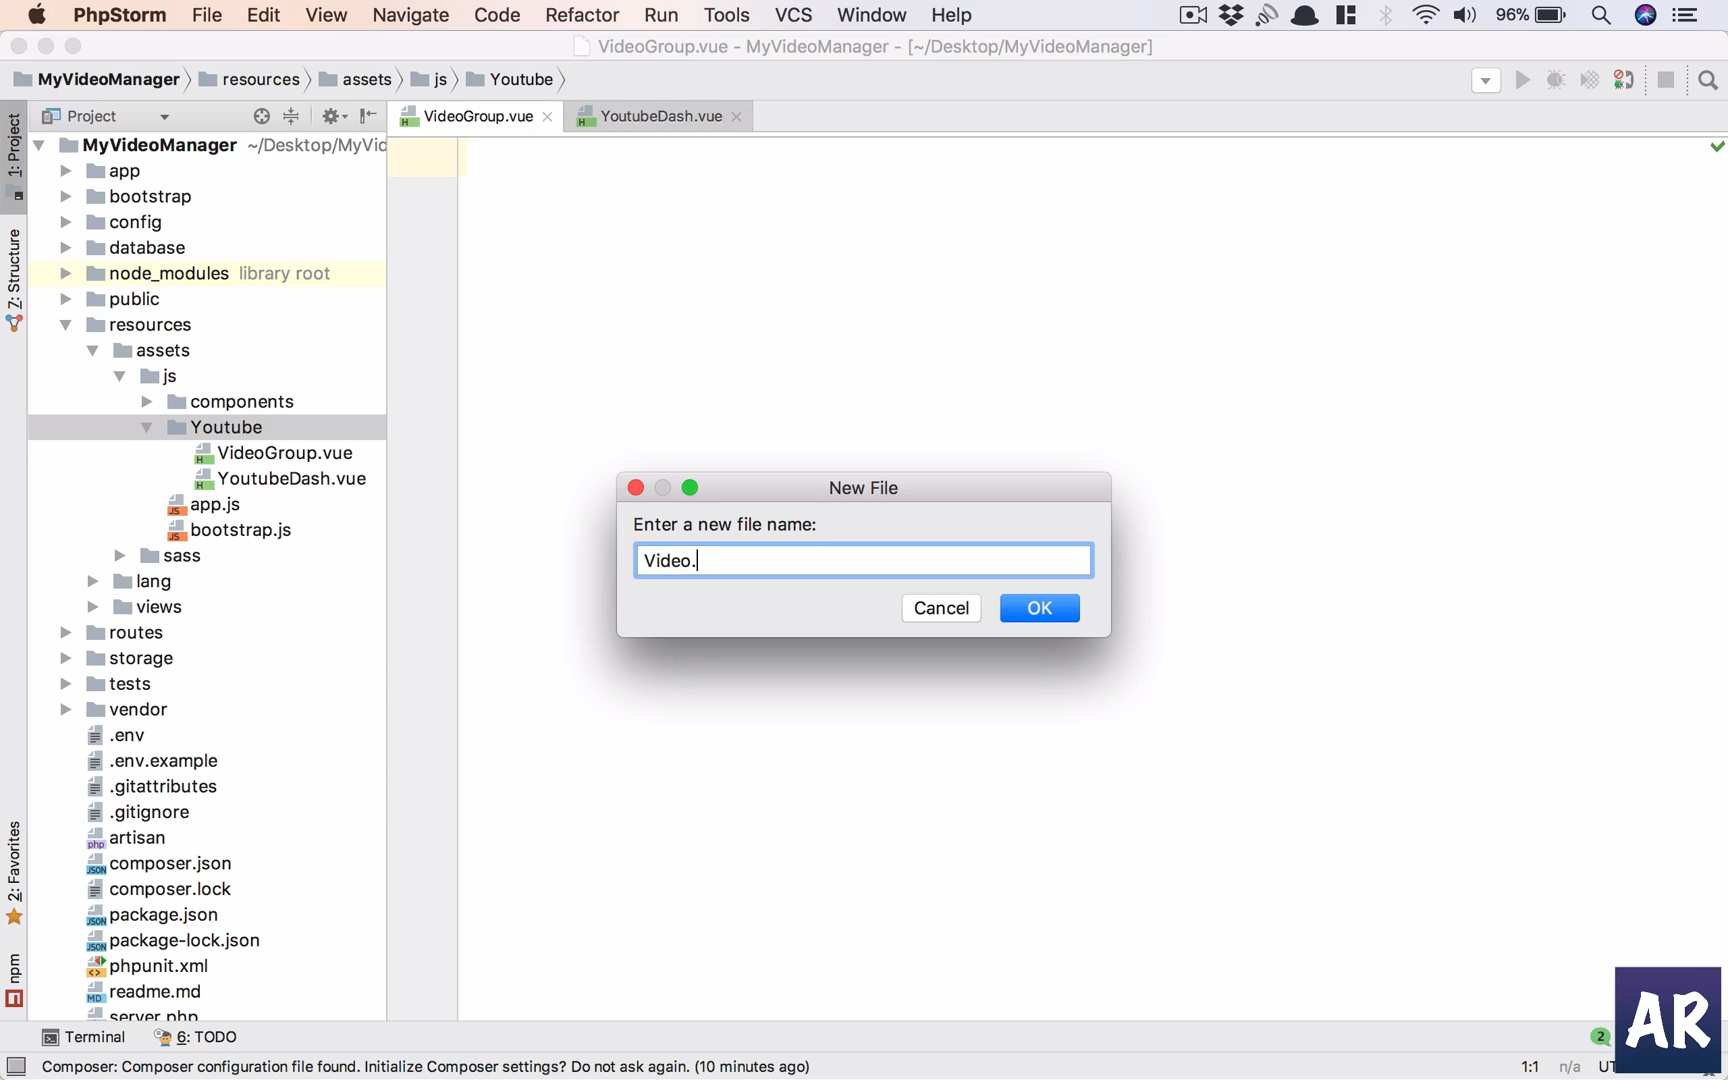 PhpStorm File Edit View Navigate Code Refactor Run Tools VCS Window Help 96%
VideoGroup.vue - MyVideoManager - [~/Desktop/MyVideoManager]
MyVideoManager resources assets js Youtube
1: Project
7: Structure
2: Favorites
npm
Project
VideoGroup.vue YoutubeDash.vue
MyVideoManager ~/Desktop/MyVid
app
bootstrap
config
database
node_modules library root
public
resources
assets
js
components
Youtube
VideoGroup.vue
YoutubeDash.vue
app.js
bootstrap.js
sass
lang
views
routes
storage
tests
vendor
.env
.env.example
.gitattributes
.gitignore
artisan
composer.json
composer.lock
package.json
package-lock.json
phpunit.xml
readme.md
server.php
New File
Enter a new file name:
Video.
Cancel OK
Terminal 6: TODO 2
Composer: Composer configuration file found. Initialize Composer settings? Do not ask again. (10 minutes ago) 1:1 n/a UT
AR